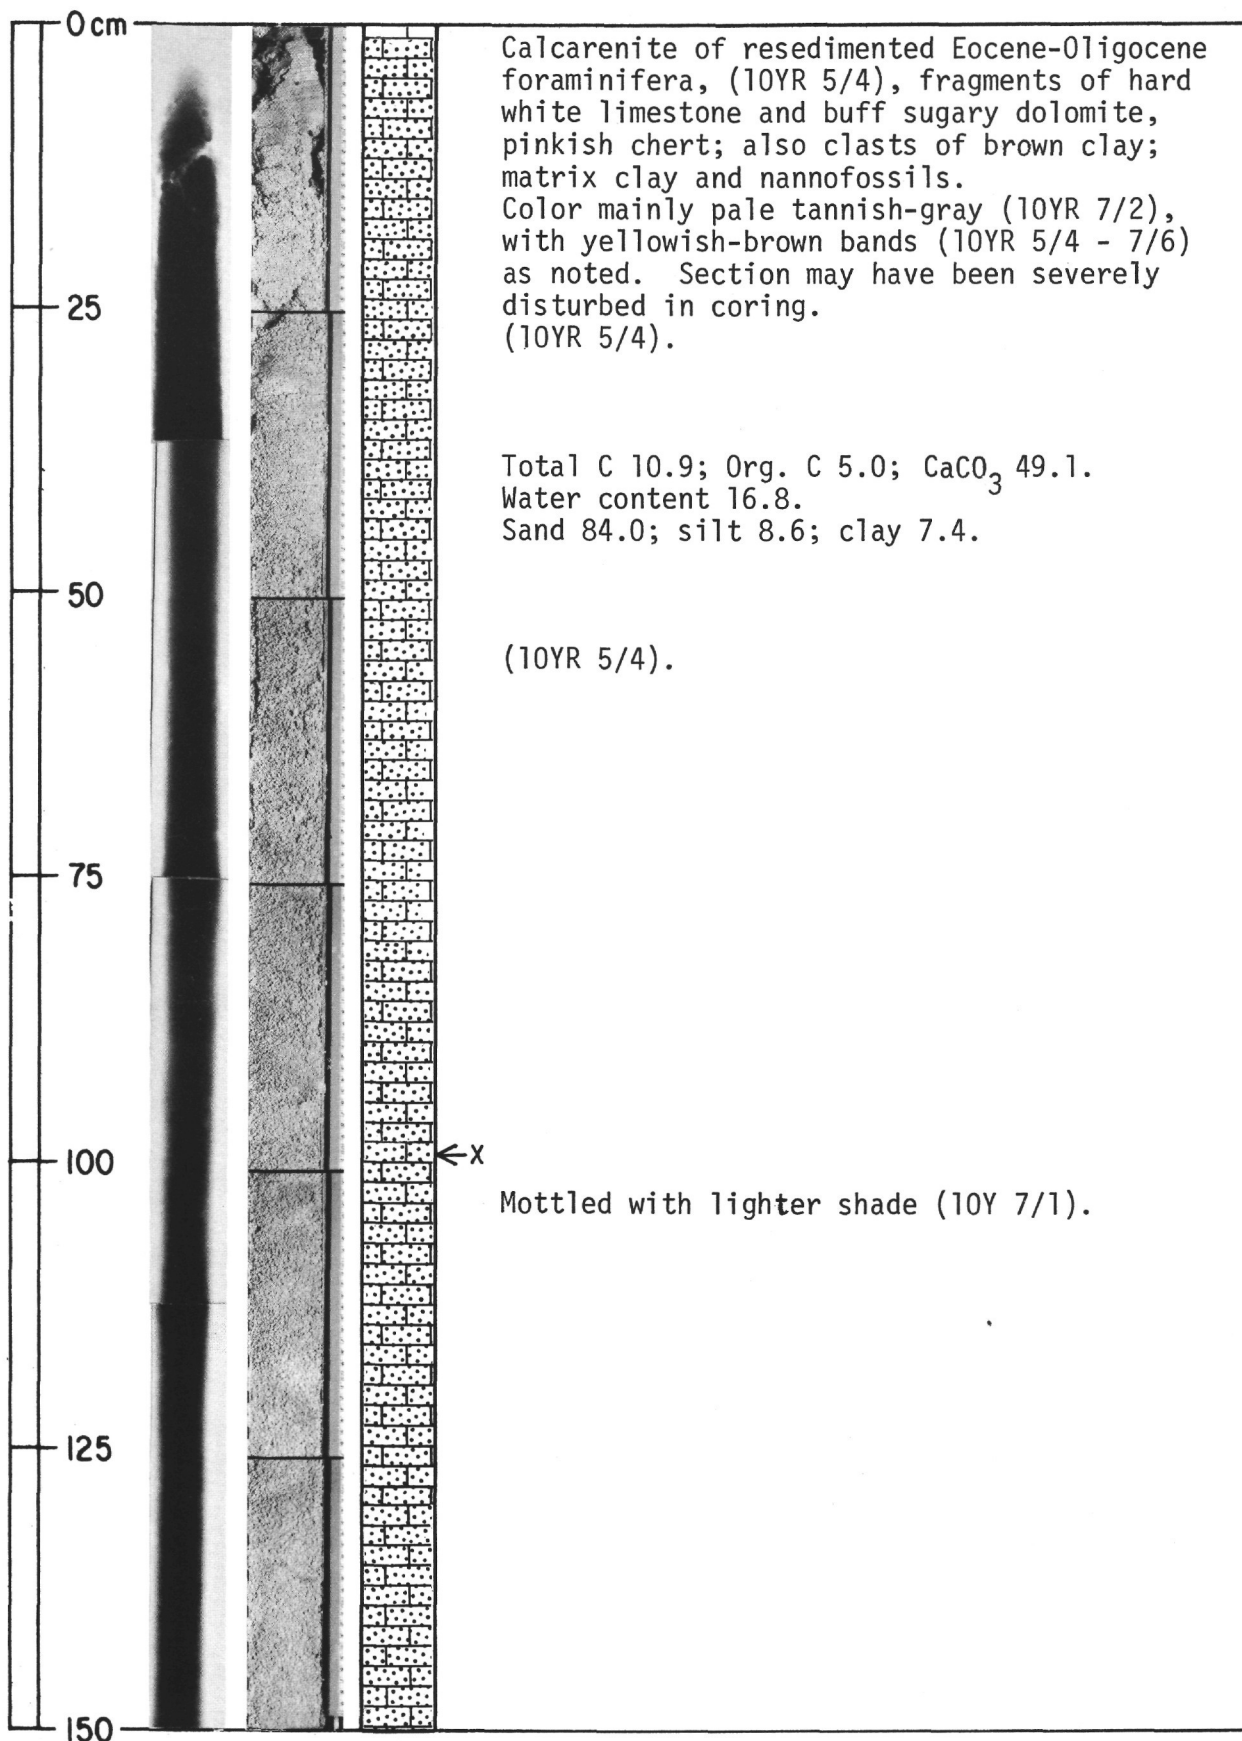 0 cm
Calcarenite of resedimented Eocene-Oligocene
foraminifera, (10YR 5/4), fragments of hard
white limestone and buff sugary dolomite,
pinkish chert; also clasts of brown clay;
matrix clay and nannofossils.
Color mainly pale tannish-gray (10YR 7/2),
with yellowish-brown bands (10YR 5/4 - 7/6)
as noted. Section may have been severely
disturbed in coring.
25
(10YR 5/4).
Total C 10.9; Org. C 5.0; CaCO₃ 49.1.
Water content 16.8.
Sand 84.0; silt 8.6; clay 7.4.
50
(10YR 5/4).
75
100
←X
Mottled with lighter shade (10Y 7/1).
125
150